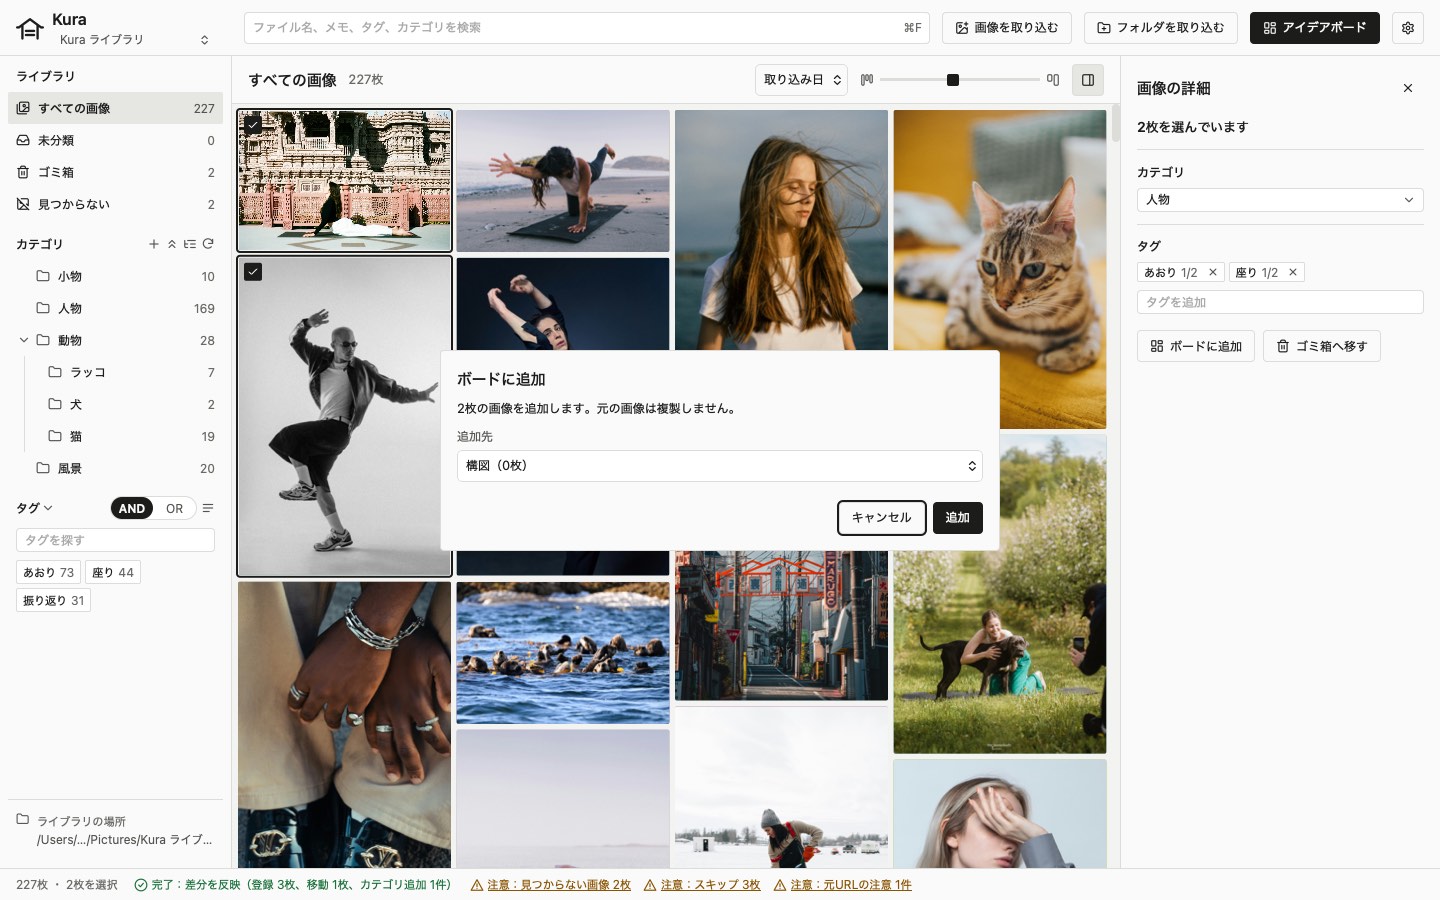 Kura
Kura ライブラリ
ファイル名、メモ、タグ、カテゴリを検索
⌘F
画像を取り込む
フォルダを取り込む
アイデアボード
ライブラリ
すべての画像 227
未分類 0
ゴミ箱 2
見つからない 2
カテゴリ
小物 10
人物 169
動物 28
ラッコ 7
犬 2
猫 19
風景 20
タグ
AND OR
タグを探す
あおり 73 座り 44
振り返り 31
ライブラリの場所
/Users/.../Pictures/Kura ライブ...
すべての画像 227枚
取り込み日
MARUGO
ボードに追加
2枚の画像を追加します。元の画像は複製しません。
追加先
構図（0枚）
キャンセル 追加
画像の詳細
2枚を選んでいます
カテゴリ
人物
タグ
あおり 1/2 × 座り 1/2 ×
タグを追加
ボードに追加 ゴミ箱へ移す
227枚 ・ 2枚を選択
完了：差分を反映（登録 3枚、移動 1枚、カテゴリ追加 1件）
注意：見つからない画像 2枚
注意：スキップ 3枚
注意：元URLの注意 1件